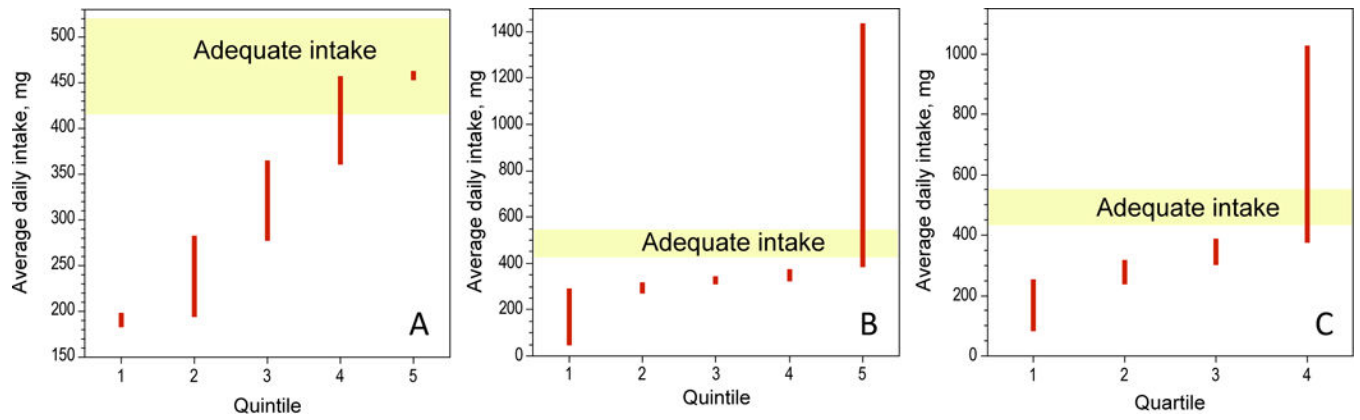 Average daily intake, mg
500
450
400
350
300
250
200
150
Adequate intake
A
1 2 3 4 5
Quintile
Average daily intake, mg
1400
1200
1000
800
600
400
200
0
Adequate intake
B
1 2 3 4 5
Quintile
Average daily intake, mg
1000
800
600
400
200
0
Adequate intake
C
1 2 3 4
Quartile